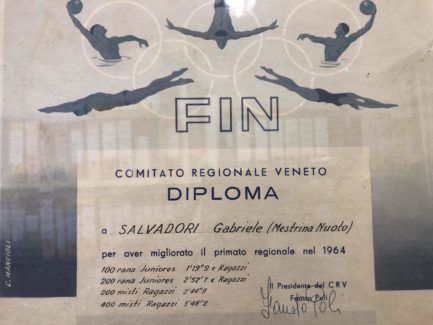 FIN
COMITATO REGIONALE VENETO
DIPLOMA
a SALVADORI Gabriele (Mestrina Nuoto)
per aver migliorato il primato regionale nel 1964
100 rana Juniores 1'19"9 e Ragazzi
200 rana Juniores 2'52"1 e Ragazzi
200 misti Ragazzi 2'44"9
400 misti Ragazzi 5'48"2
Il Presidente del CRV
Fausto Poli
Fausto Poli
G. MANCIOLI